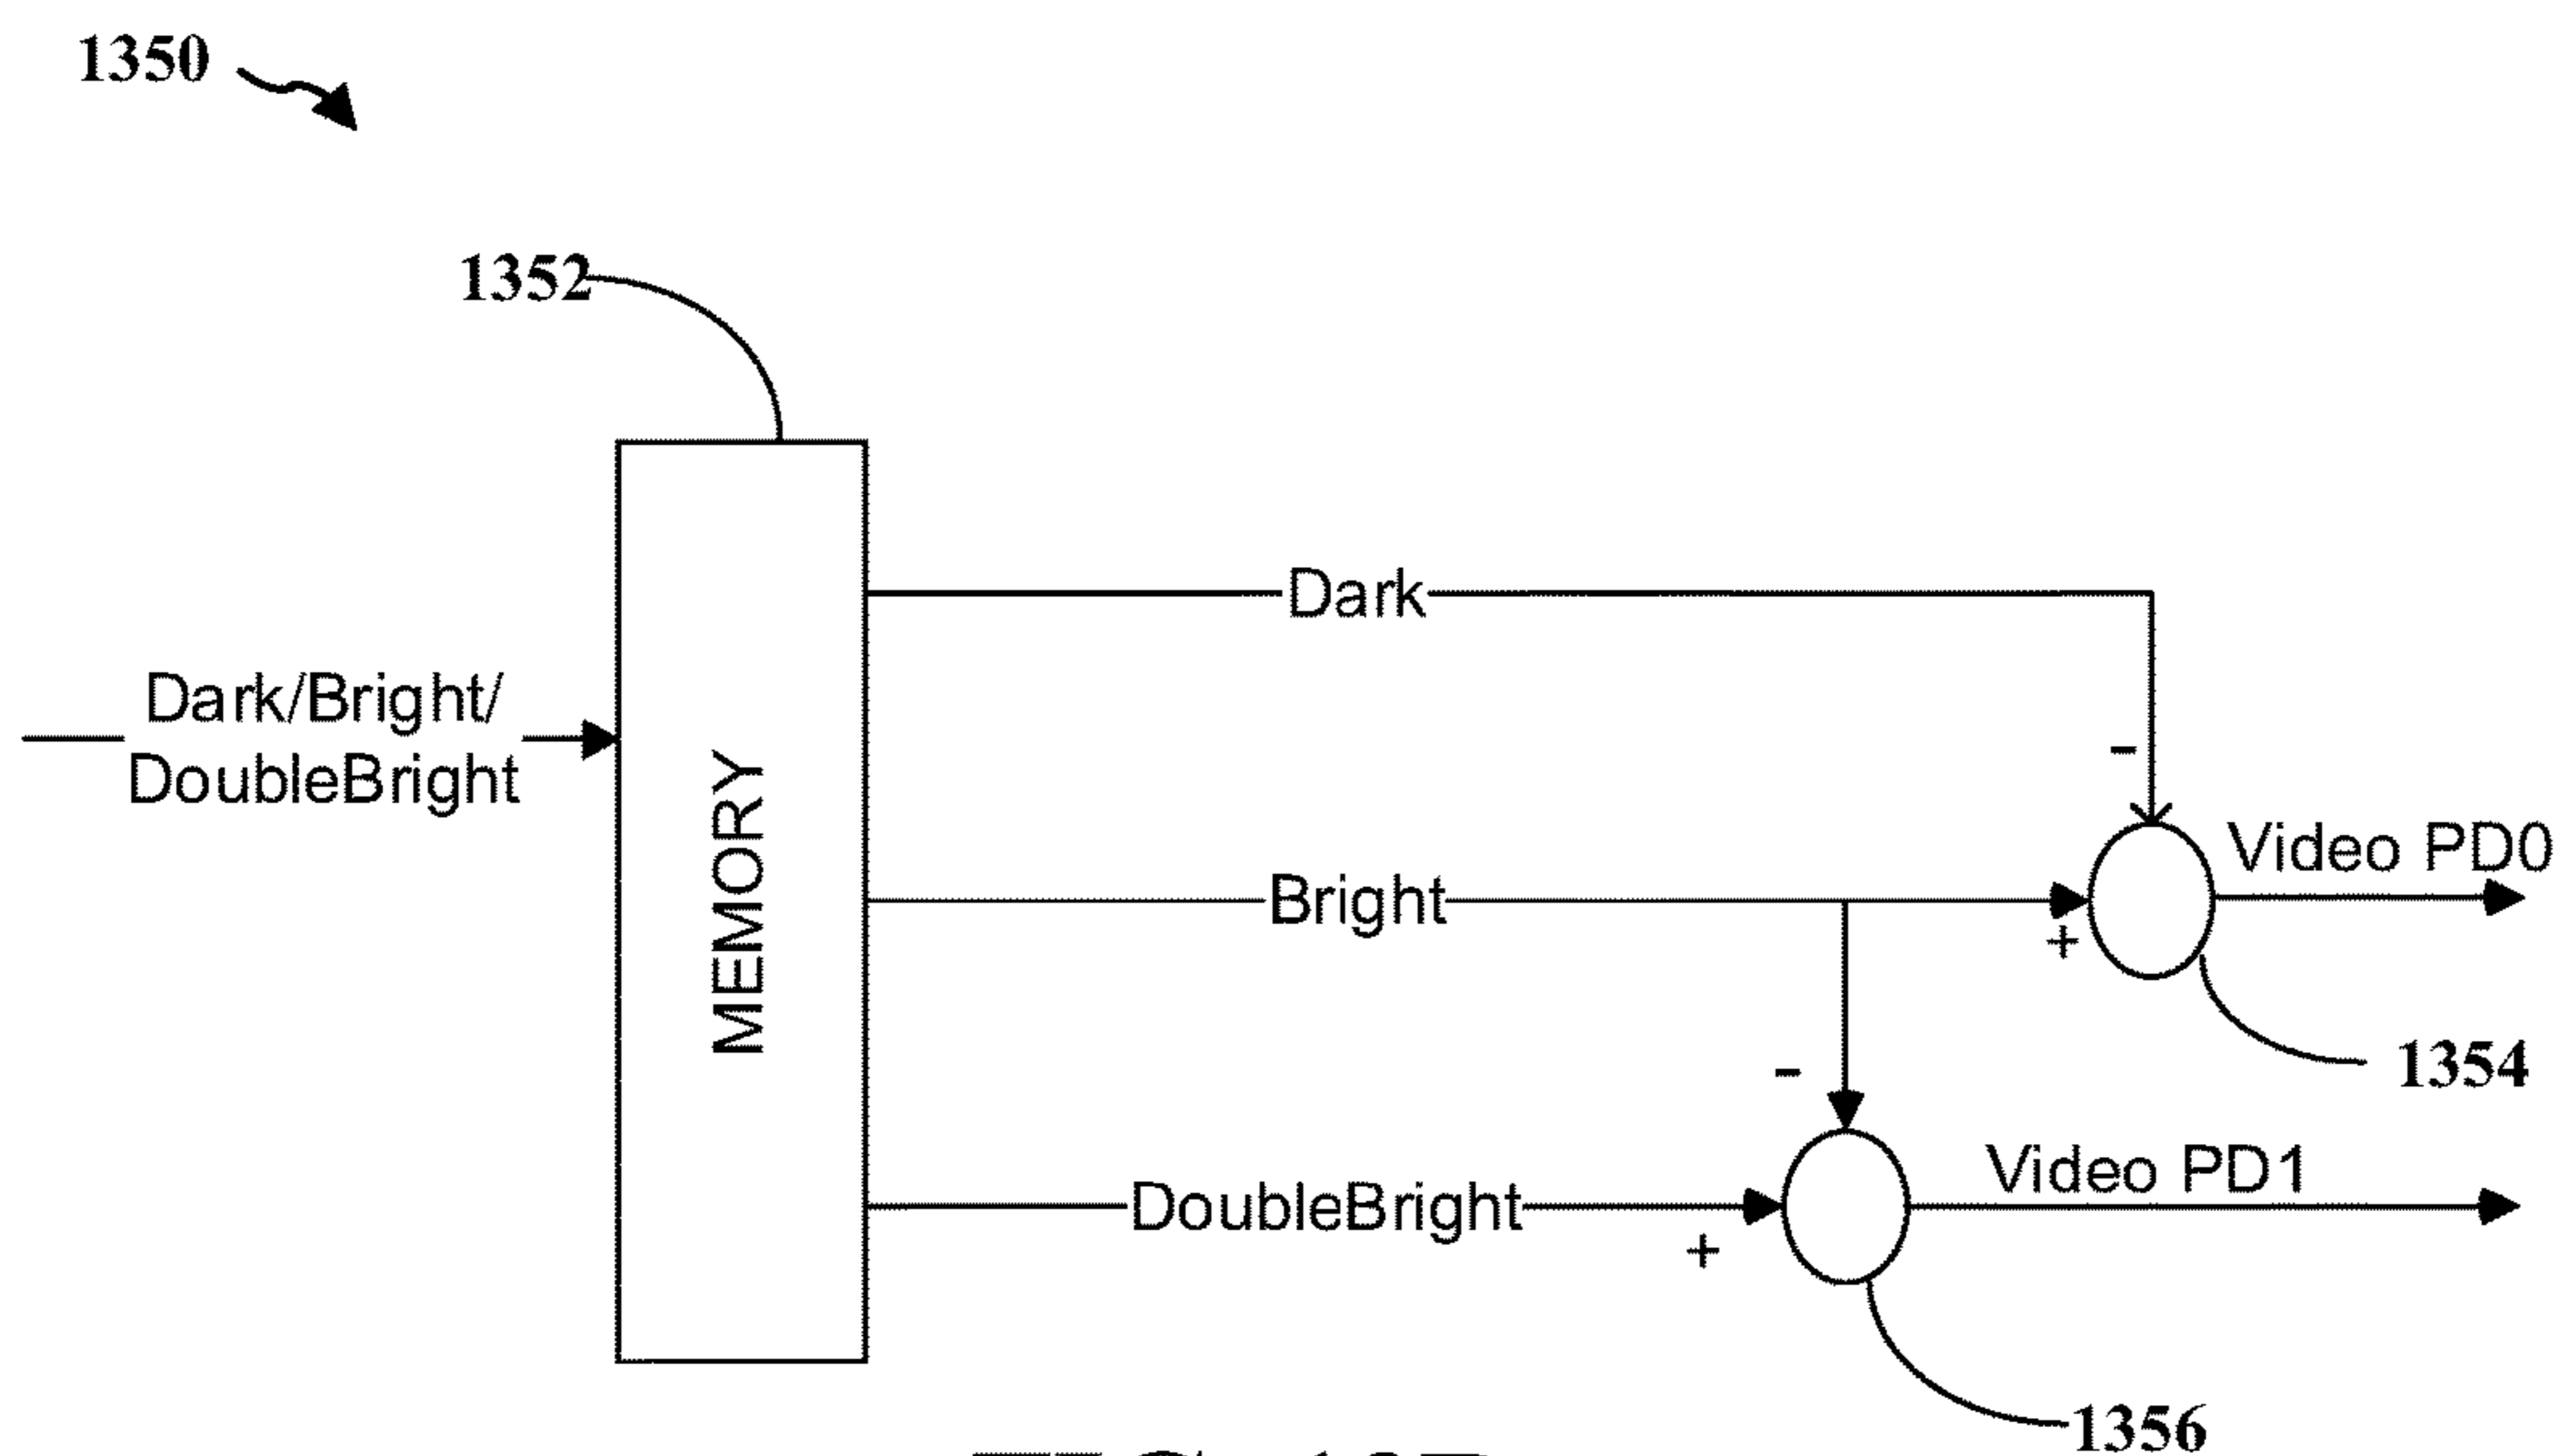 1350
1352
Dark
Dark/Bright/
DoubleBright
MEMORY
-
Video PD0
Bright
+
1354
-
DoubleBright
+
Video PD1
1356